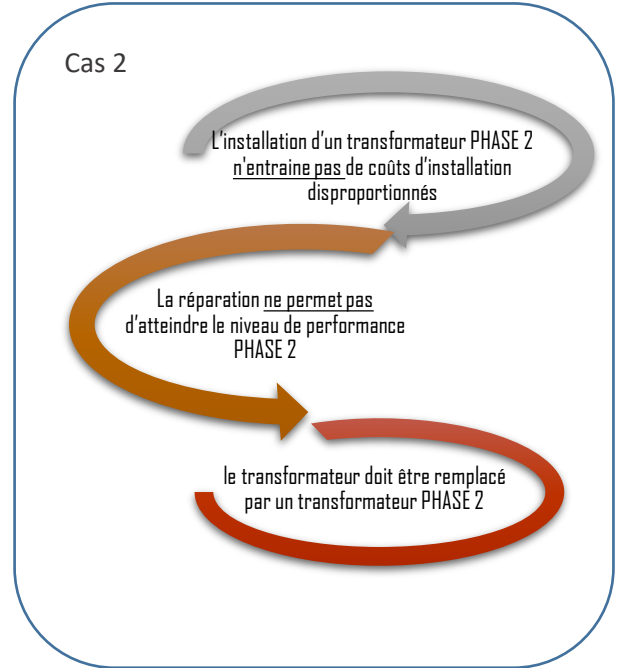 Cas 2
L'installation d'un transformateur PHASE 2
n'entraine pas de coûts d'installation
disproportionnés
La réparation ne permet pas
d'atteindre le niveau de performance
PHASE 2
le transformateur doit être remplacé
par un transformateur PHASE 2